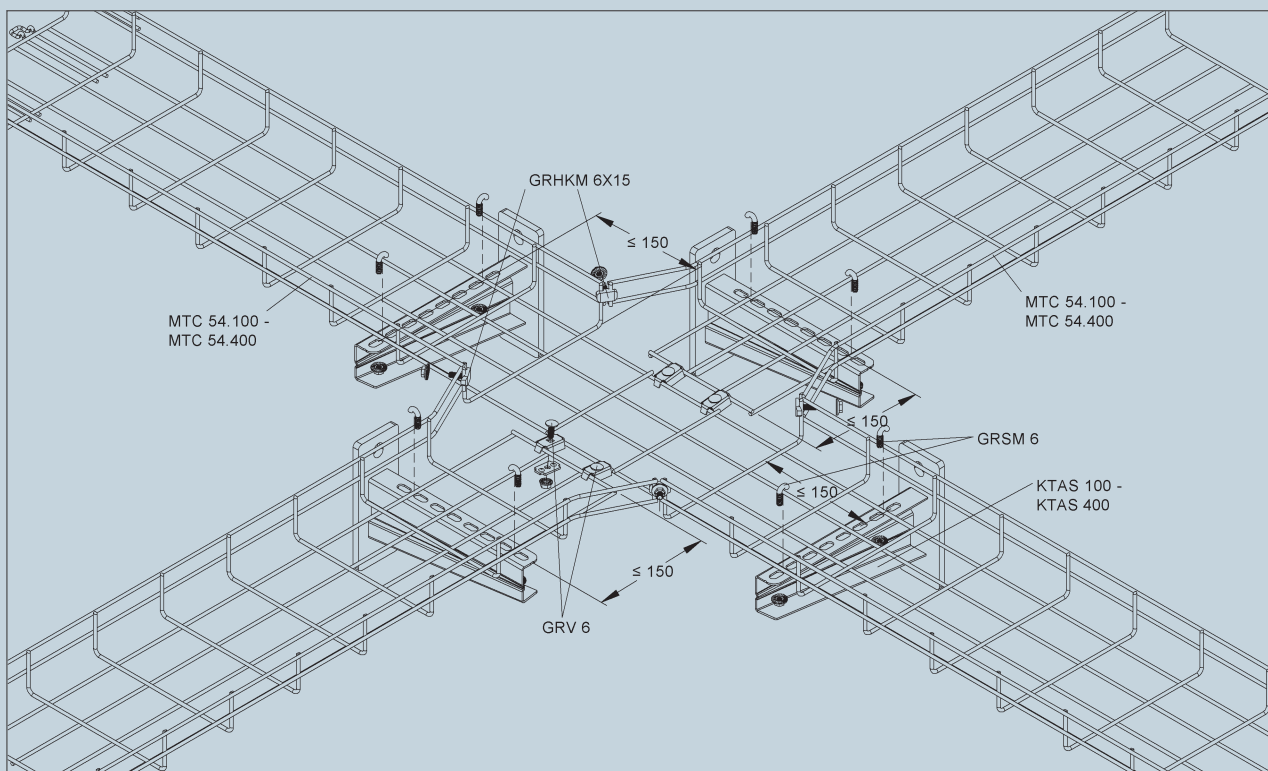 GRHKM 6X15
≤ 150
MTC 54.100 -
MTC 54.400
MTC 54.100 -
MTC 54.400
≤ 150
GRSM 6
≤ 150
KTAS 100 -
KTAS 400
≤ 150
GRV 6